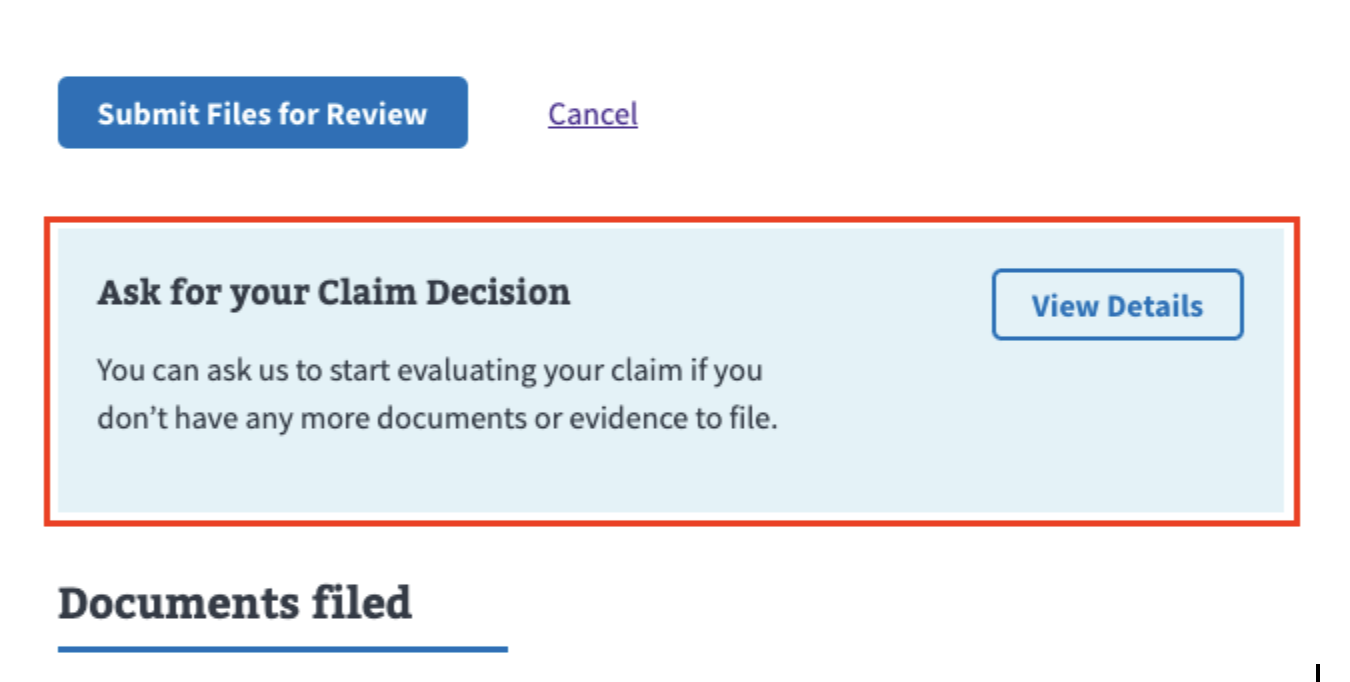 Submit Files for Review Cancel
Ask for your Claim Decision
View Details
You can ask us to start evaluating your claim if you
don’t have any more documents or evidence to file.
Documents filed